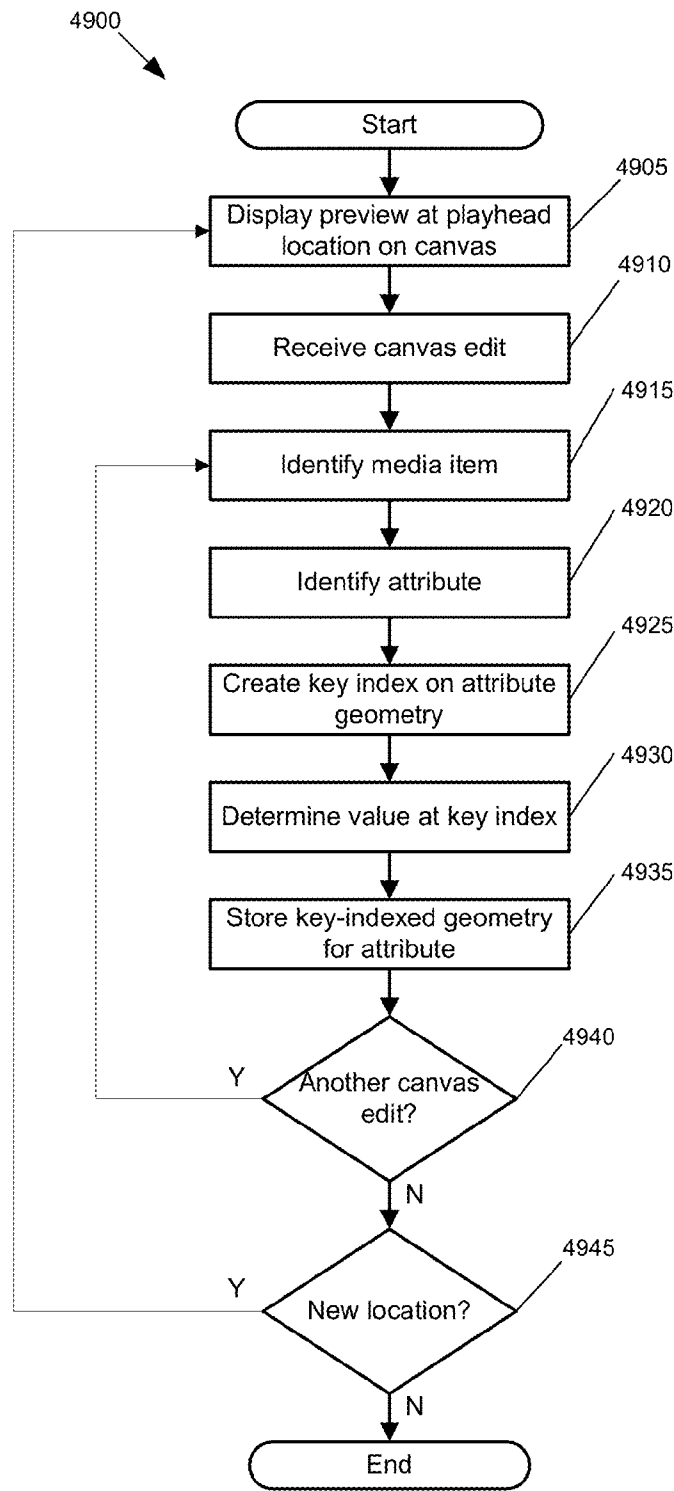 4900
Start
4905
Display preview at playhead
location on canvas
4910
Receive canvas edit
4915
Identify media item
4920
Identify attribute
4925
Create key index on attribute
geometry
4930
Determine value at key index
4935
Store key-indexed geometry
for attribute
4940
Y
Another canvas
edit?
N
4945
Y
New location?
N
End